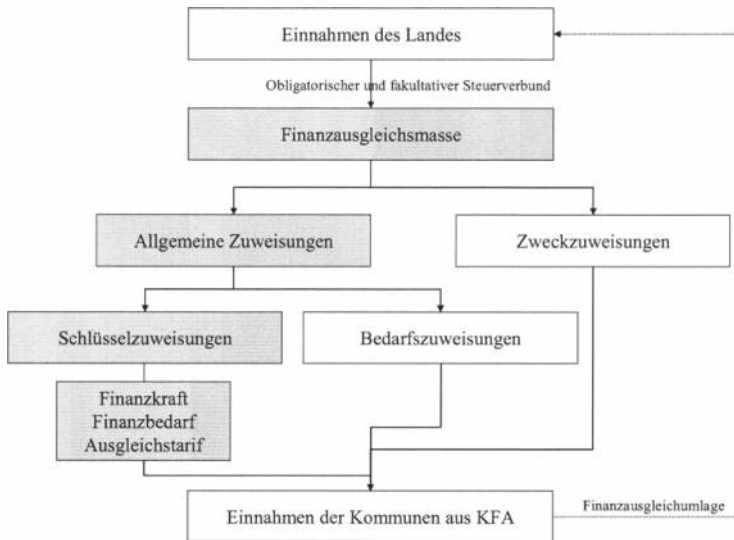 Einnahmen des Landes
Obligatorischer und fakultativer Steuerverbund
Finanzausgleichsmasse
Allgemeine Zuweisungen
Zweckzuweisungen
Schlüsselzuweisungen
Bedarfszuweisungen
Finanzkraft
Finanzbedarf
Ausgleichstarif
Finanzausgleichumlage
Einnahmen der Kommunen aus KFA